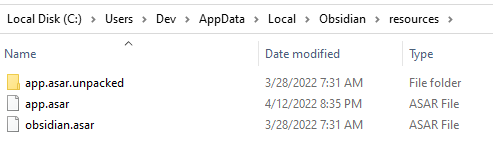 Local Disk (C:) > Users > Dev > AppData > Local > Obsidian > resources >
Name Date modified Type
app.asar.unpacked 3/28/2022 7:31 AM File folder
app.asar 4/12/2022 8:35 PM ASAR File
obsidian.asar 3/28/2022 7:31 AM ASAR File